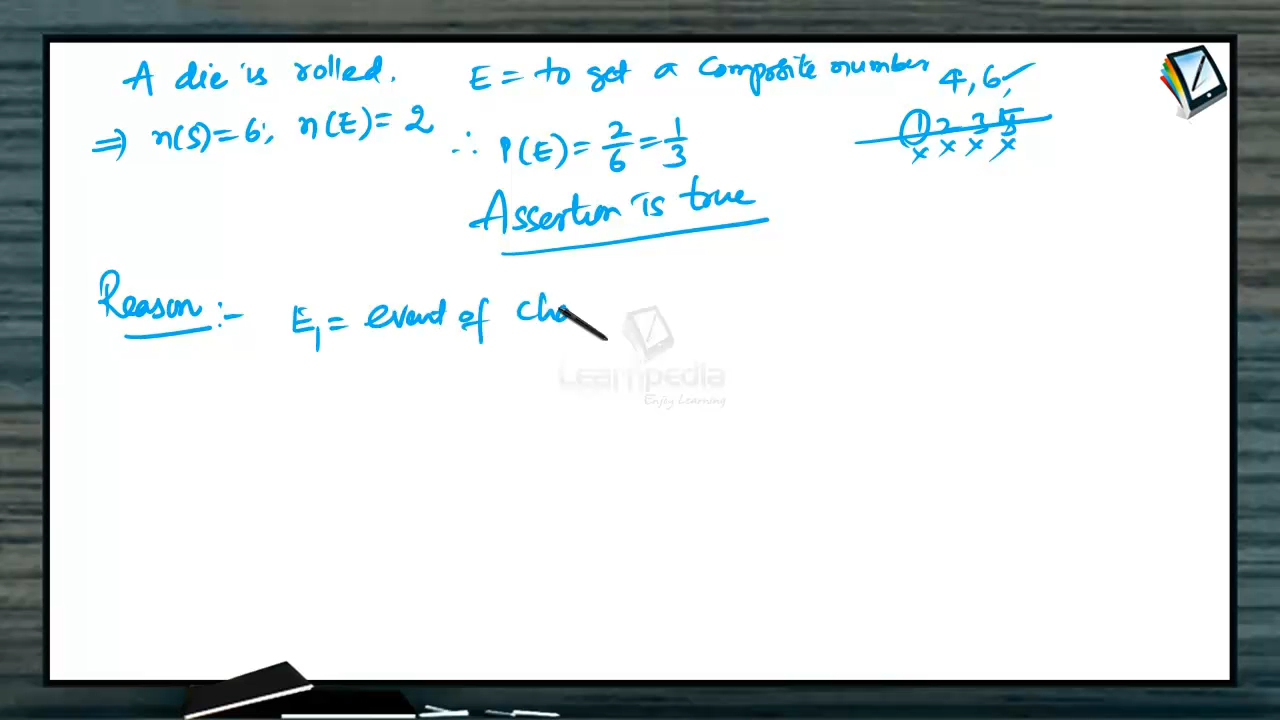 A die is rolled. E = to get a composite number 4, 6,
⇒ n(S) = 6, n(E) = 2 ∴ P(E) = 2/6 = 1/3
1 2 3 5
x x x x
Assertion is true
Reason :- E₁ = event of cho
Learnpedia
Enjoy Learning